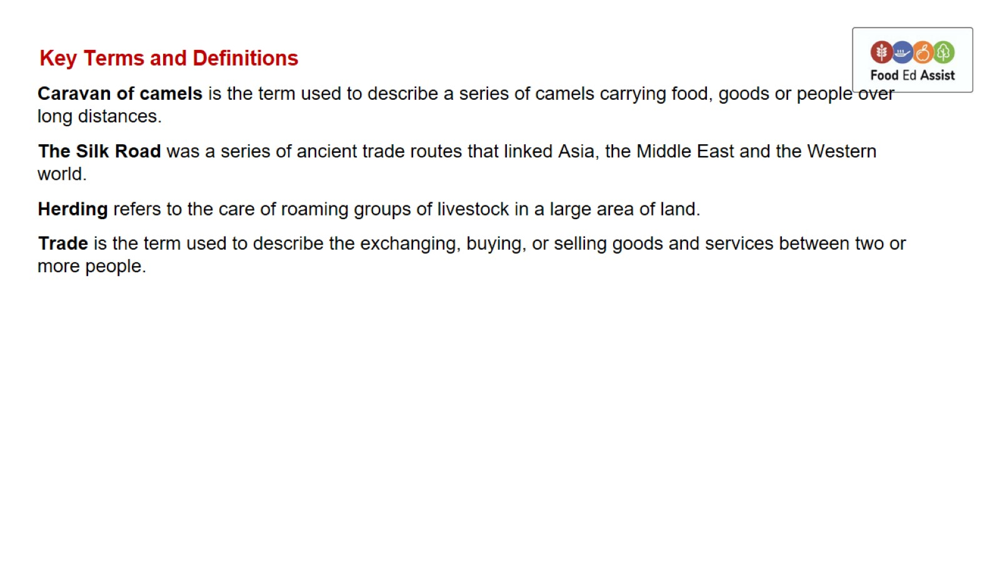 Key Terms and Definitions
Food Ed Assist
Caravan of camels is the term used to describe a series of camels carrying food, goods or people over
long distances.
The Silk Road was a series of ancient trade routes that linked Asia, the Middle East and the Western
world.
Herding refers to the care of roaming groups of livestock in a large area of land.
Trade is the term used to describe the exchanging, buying, or selling goods and services between two or
more people.